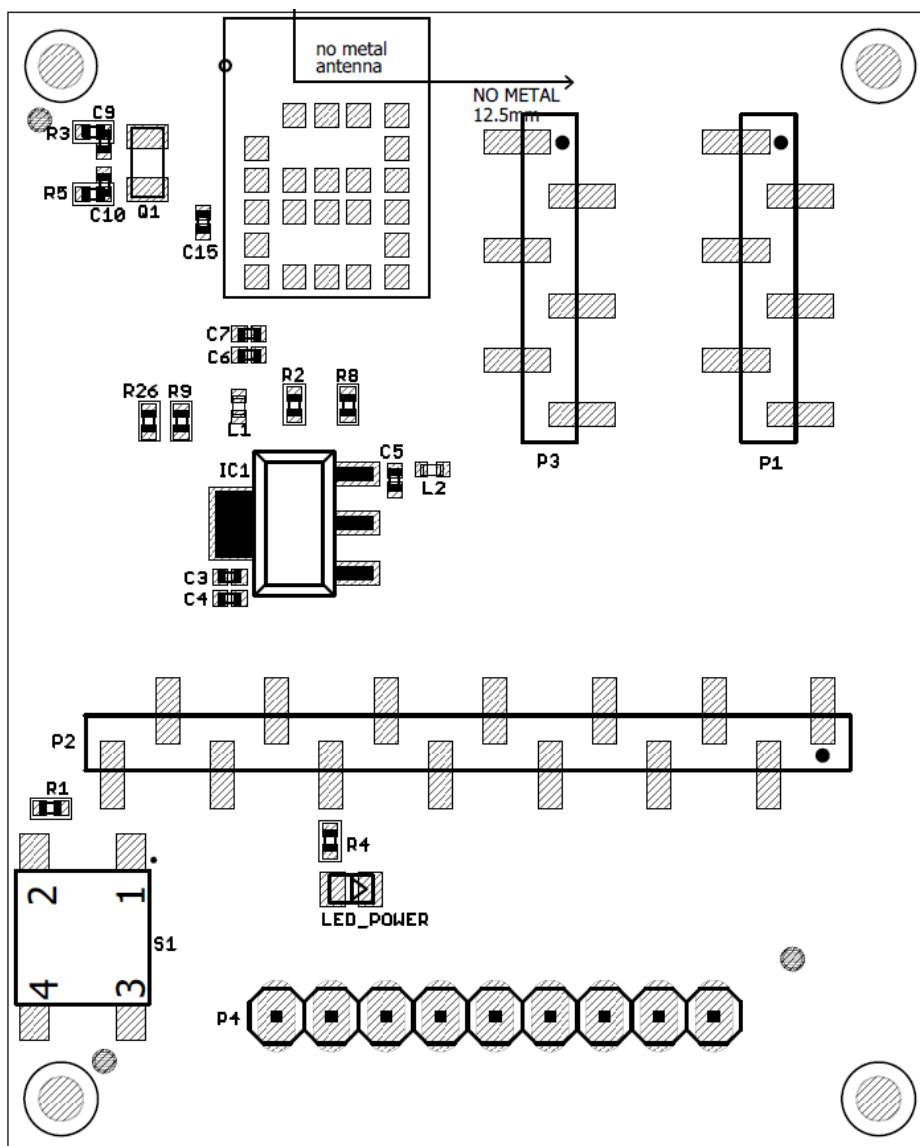 no metal
antenna
NO METAL
12.5mm
C9
R3
R5
C10
Q1
C15
C7
C6
R26
R9
L1
R2
R8
P3
P1
IC1
C5
L2
C3
C4
P2
R1
R4
2
1
LED_POWER
S1
4
3
P4